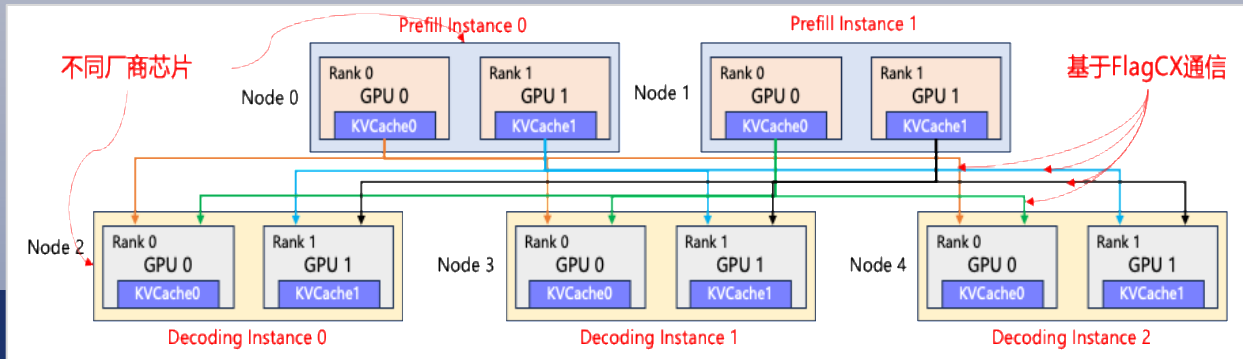 Prefill Instance 0
Prefill Instance 1
不同厂商芯片
基于FlagCX通信
Node 0
Rank 0
GPU 0
KVCache0
Rank 1
GPU 1
KVCache1
Node 1
Rank 0
GPU 0
KVCache0
Rank 1
GPU 1
KVCache1
Node 2
Rank 0
GPU 0
KVCache0
Rank 1
GPU 1
KVCache1
Node 3
Rank 0
GPU 0
KVCache0
Rank 1
GPU 1
KVCache1
Node 4
Rank 0
GPU 0
KVCache0
Rank 1
GPU 1
KVCache1
Decoding Instance 0
Decoding Instance 1
Decoding Instance 2